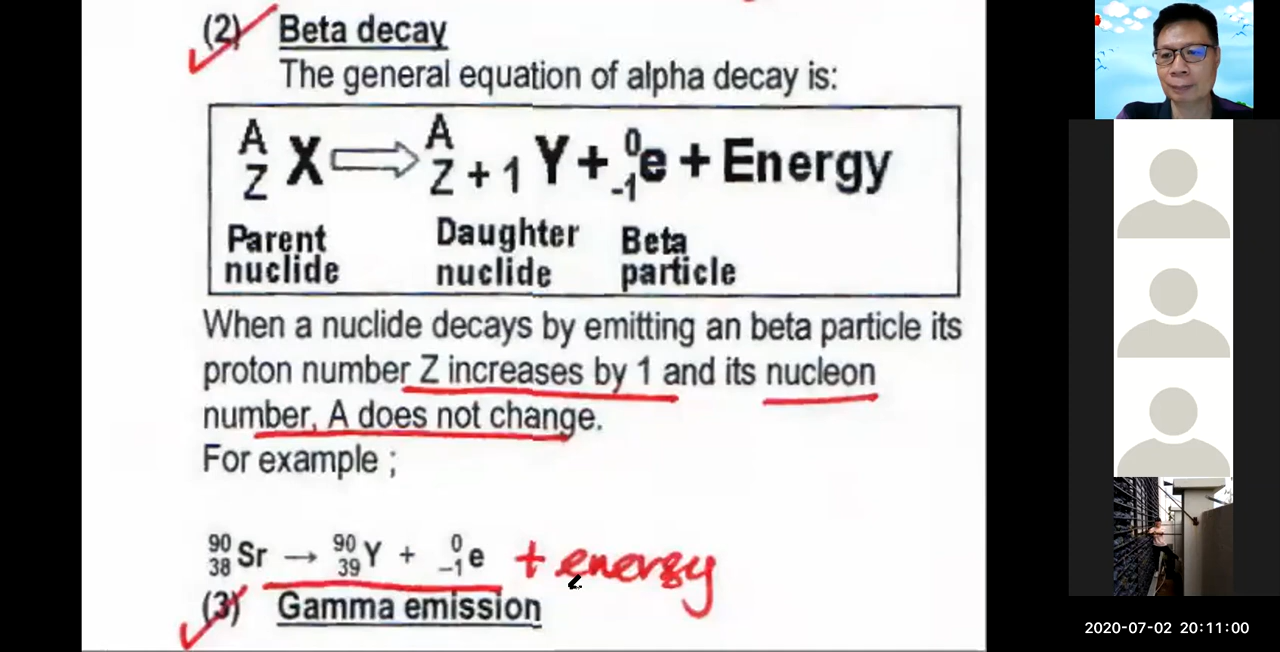 (2) Beta decay
The general equation of alpha decay is:
A
Z X ⟹ A
Z + 1 Y + 0
-1 e + Energy
Parent nuclide
Daughter nuclide
Beta particle
When a nuclide decays by emitting an beta particle its
proton number Z increases by 1 and its nucleon
number, A does not change.
For example ;
90
38 Sr → 90
39 Y + 0
−1 e + energy
(3) Gamma emission
2020-07-02 20:11:00